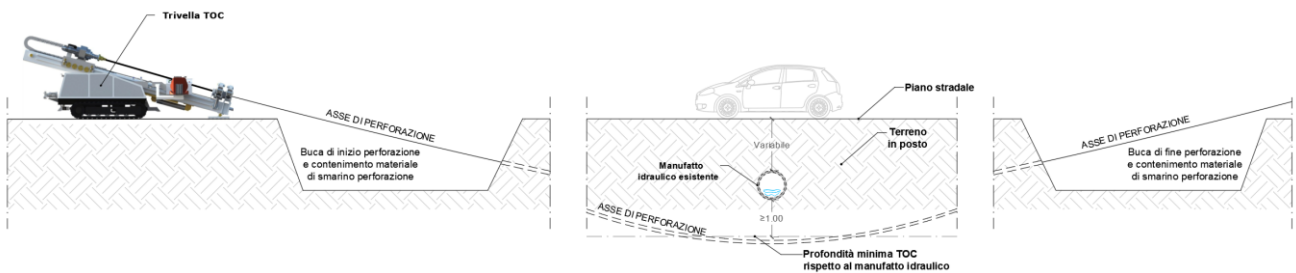 Trivella TOC
ASSE DI PERFORAZIONE
Buca di inizio perforazione
e contenimento materiale
di smarino perforazione
Piano stradale
Variabile
Terreno
in posto
Manufatto
idraulico esistente
ASSE DI PERFORAZIONE
≥1.00
Profondità minima TOC
rispetto al manufatto idraulico
ASSE DI PERFORAZIONE
Buca di fine perforazione
e contenimento materiale
di smarino perforazione